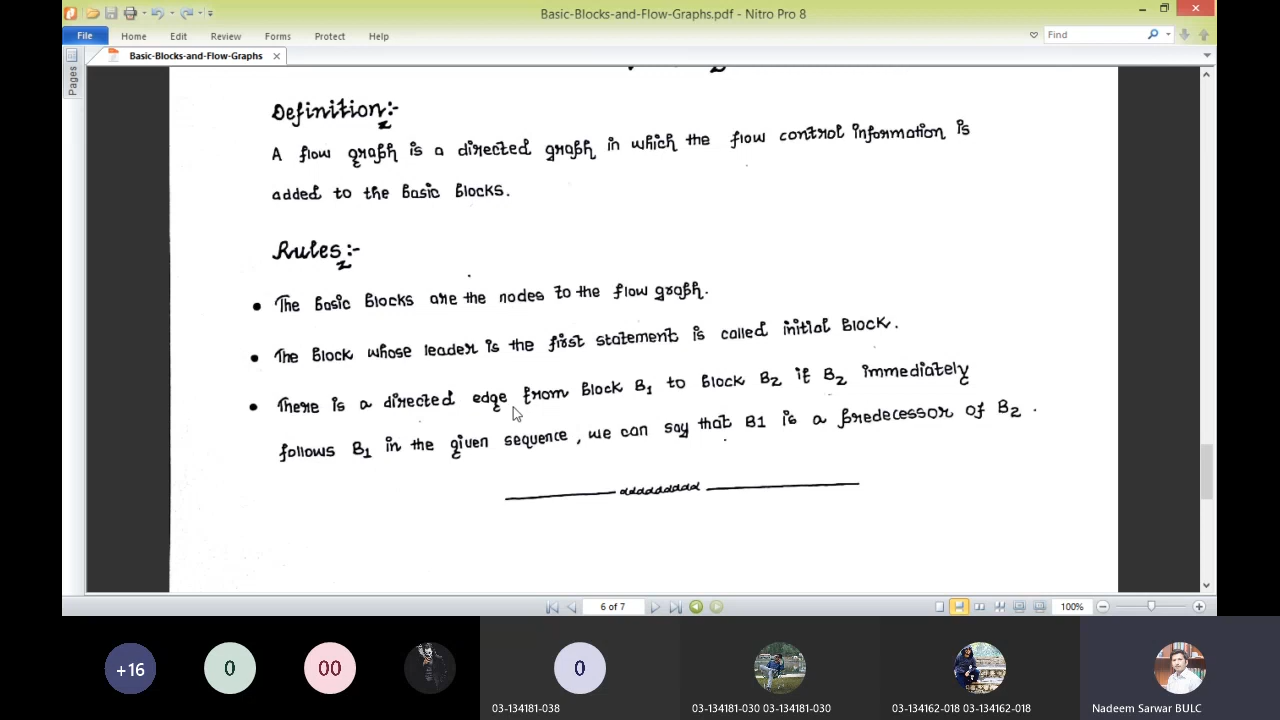 Basic-Blocks-and-Flow-Graphs.pdf - Nitro Pro 8
File Home Edit Review Forms Protect Help Find
Basic-Blocks-and-Flow-Graphs
Pages
Definition:-
A flow graph is a directed graph in which the flow control information is
added to the basic blocks.
Rules:-
• The basic blocks are the nodes to the flow graph.
• The block whose leader is the first statement is called initial block.
• There is a directed edge from block B1 to block B2 if B2 immediately
follows B1 in the given sequence, we can say that B1 is a predecessor of B2.
6 of 7
100%
+16 0 00 0
03-134181-038 03-134181-030 03-134181-030 03-134162-018 03-134162-018 Nadeem Sarwar BULC